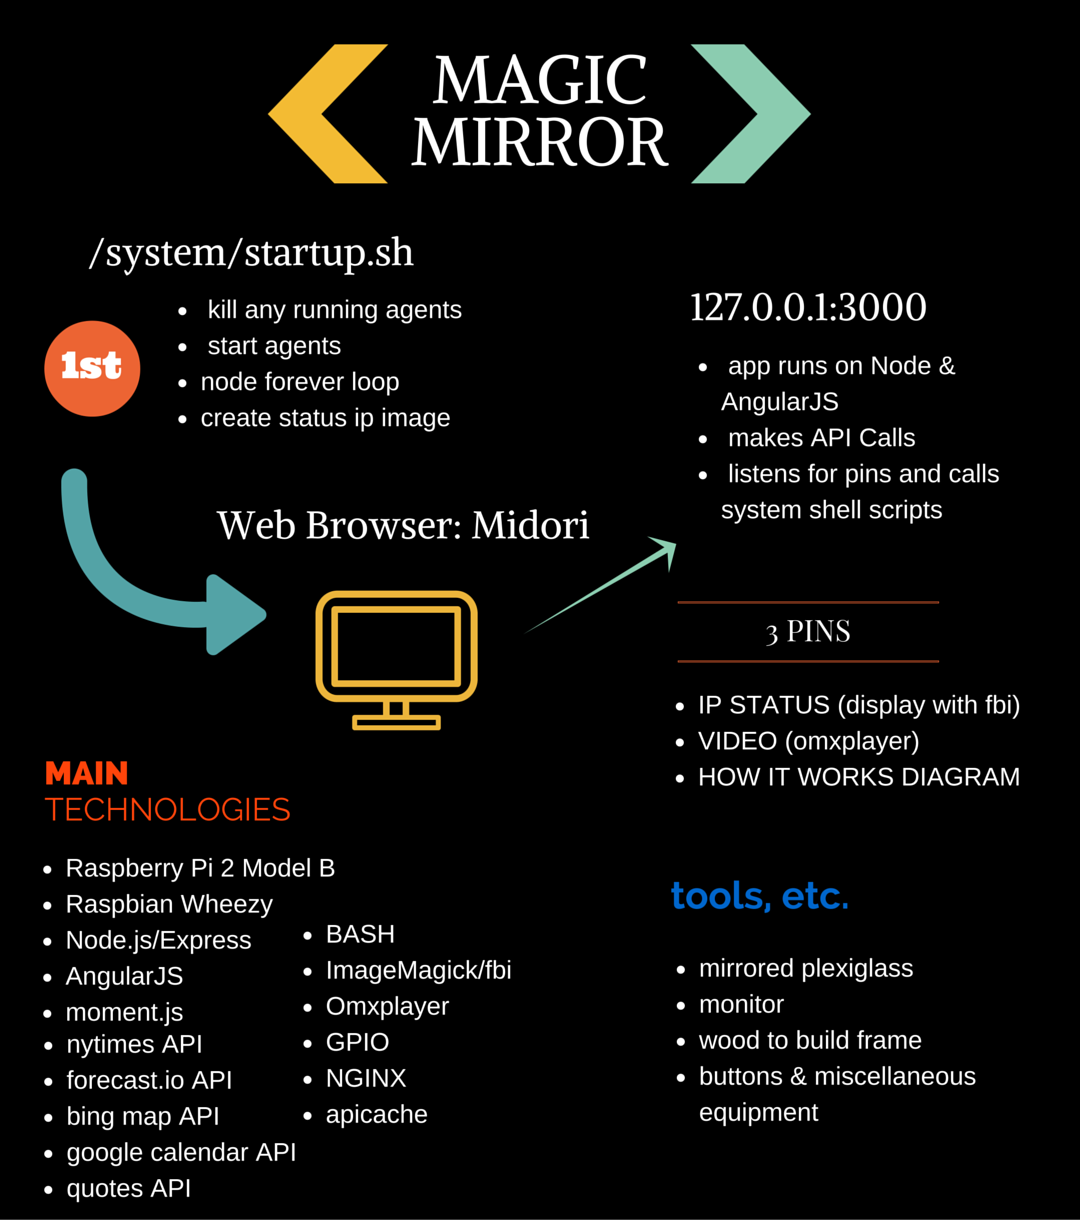 MAGIC
MIRROR
/system/startup.sh
1st
• kill any running agents
• start agents
• node forever loop
• create status ip image
127.0.0.1:3000
• app runs on Node &
AngularJS
• makes API Calls
• listens for pins and calls
system shell scripts
Web Browser: Midori
3 PINS
• IP STATUS (display with fbi)
• VIDEO (omxplayer)
• HOW IT WORKS DIAGRAM
MAIN
TECHNOLOGIES
• Raspberry Pi 2 Model B
• Raspbian Wheezy
• Node.js/Express
• AngularJS
• moment.js
• nytimes API
• forecast.io API
• bing map API
• google calendar API
• quotes API
• BASH
• ImageMagick/fbi
• Omxplayer
• GPIO
• NGINX
• apicache
tools, etc.
• mirrored plexiglass
• monitor
• wood to build frame
• buttons & miscellaneous
equipment